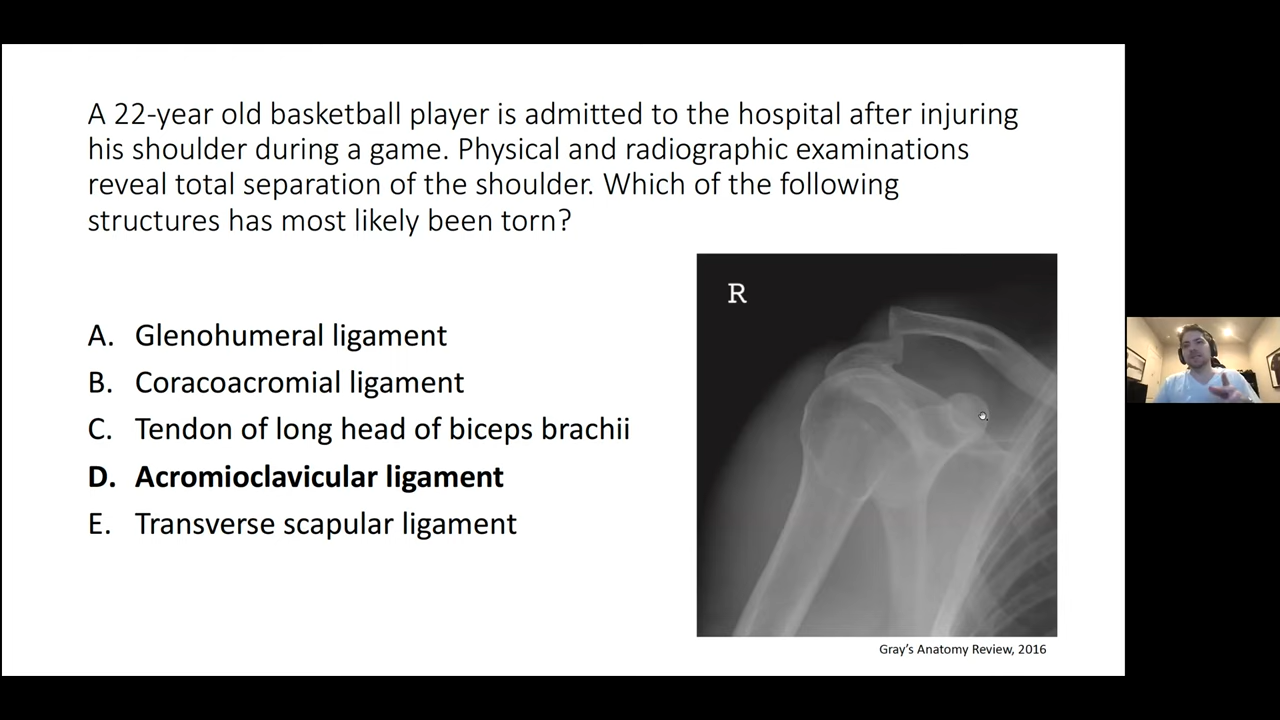 A 22-year old basketball player is admitted to the hospital after injuring
his shoulder during a game. Physical and radiographic examinations
reveal total separation of the shoulder. Which of the following
structures has most likely been torn?
A. Glenohumeral ligament
B. Coracoacromial ligament
C. Tendon of long head of biceps brachii
D. Acromioclavicular ligament
E. Transverse scapular ligament
R
Gray's Anatomy Review, 2016